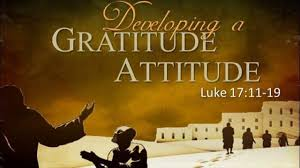 Developing a
GRATITUDE
ATTITUDE
Luke 17:11-19